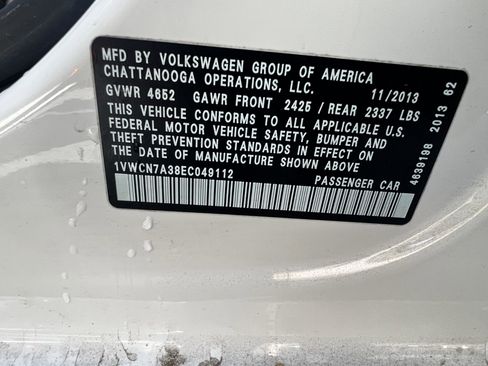 MFD BY VOLKSWAGEN GROUP OF AMERICA
CHATTANOOGA OPERATIONS, LLC. 11/2013
GVWR 4652 GAWR FRONT 2425 / REAR 2337 LBS
THIS VEHICLE CONFORMS TO ALL APPLICABLE U.S.
FEDERAL MOTOR VEHICLE SAFETY, BUMPER AND
THEFT PREVENTION STANDARDS IN EFFECT ON
THE DATE OF MANUFACTURE SHOWN ABOVE
1VWCN7A38EC049112 PASSENGER CAR
4639198 2013 62